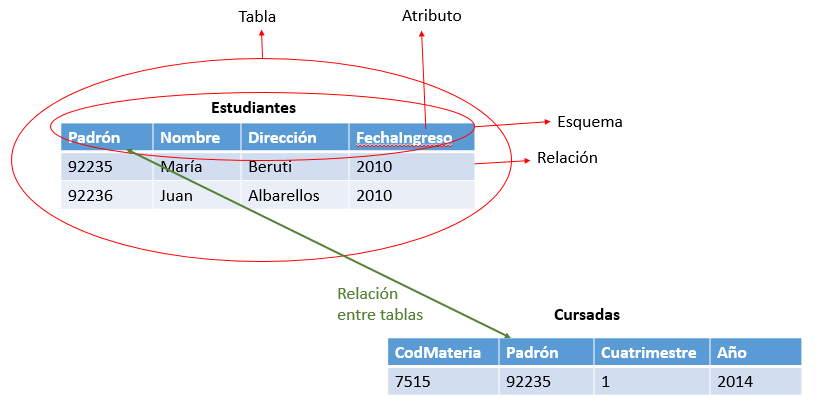 Tabla
Atributo
Estudiantes
Esquema
Padrón Nombre Dirección FechaIngreso
Relación
92235 María Beruti 2010
92236 Juan Albarellos 2010
Relación
entre tablas
Cursadas
CodMateria Padrón Cuatrimestre Año
7515 92235 1 2014